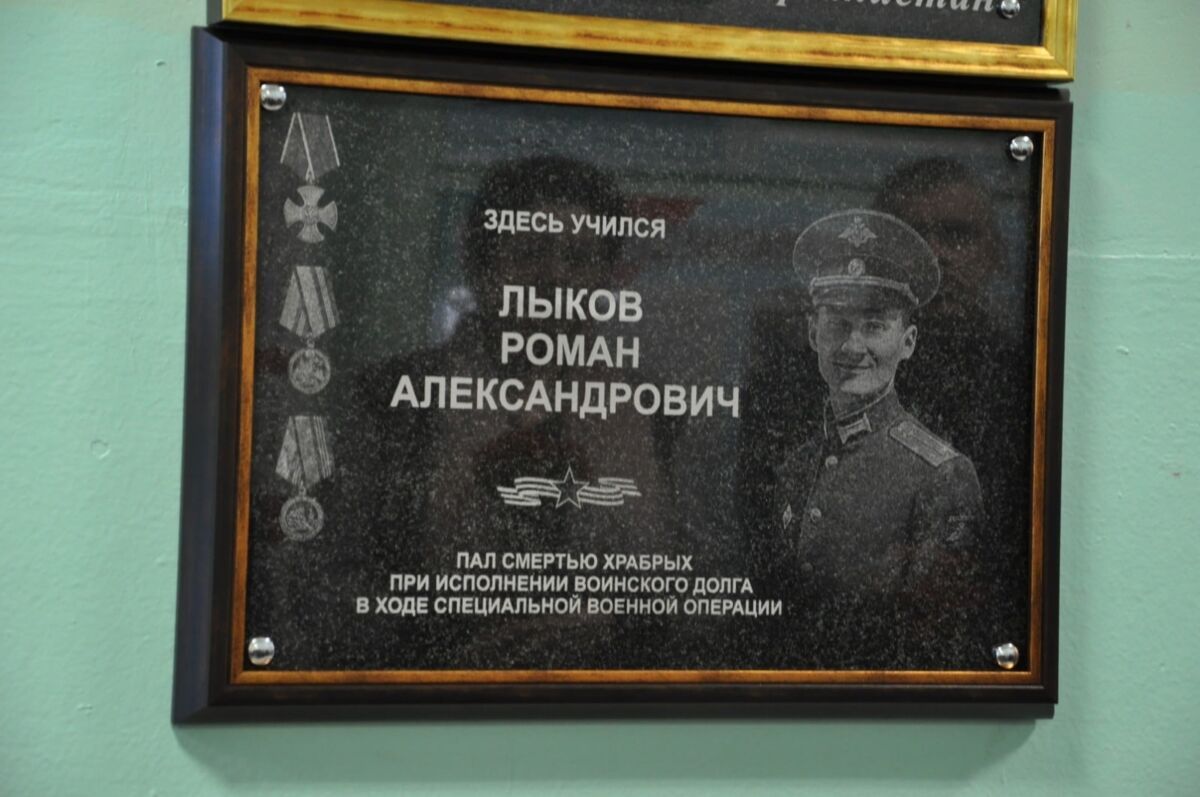 ЗДЕСЬ УЧИЛСЯ
ЛЫКОВ
РОМАН
АЛЕКСАНДРОВИЧ
ПАЛ СМЕРТЬЮ ХРАБРЫХ
ПРИ ИСПОЛНЕНИИ ВОИНСКОГО ДОЛГА
В ХОДЕ СПЕЦИАЛЬНОЙ ВОЕННОЙ ОПЕРАЦИИ